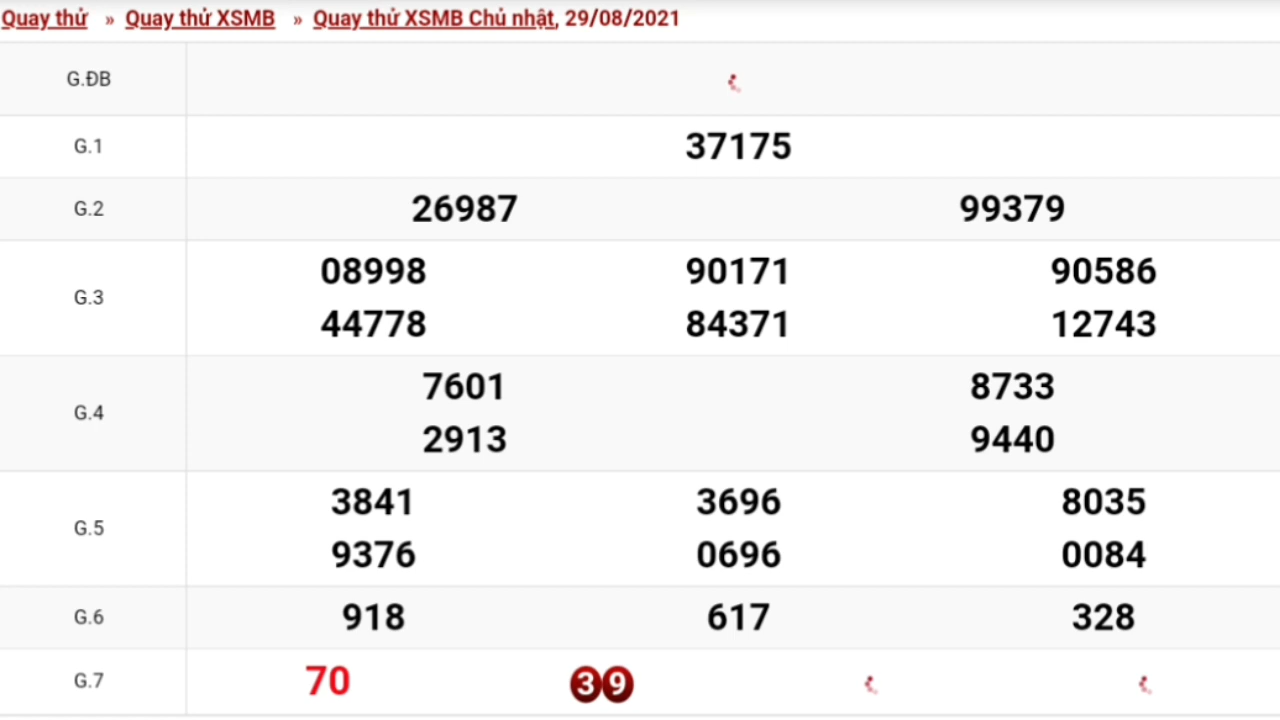 Quay thử » Quay thử XSMB » Quay thử XSMB Chủ nhật, 29/08/2021
G.ĐB
G.1 37175
G.2 26987 99379
G.3 08998 90171 90586
44778 84371 12743
G.4 7601 8733
2913 9440
G.5 3841 3696 8035
9376 0696 0084
G.6 918 617 328
G.7 70 39